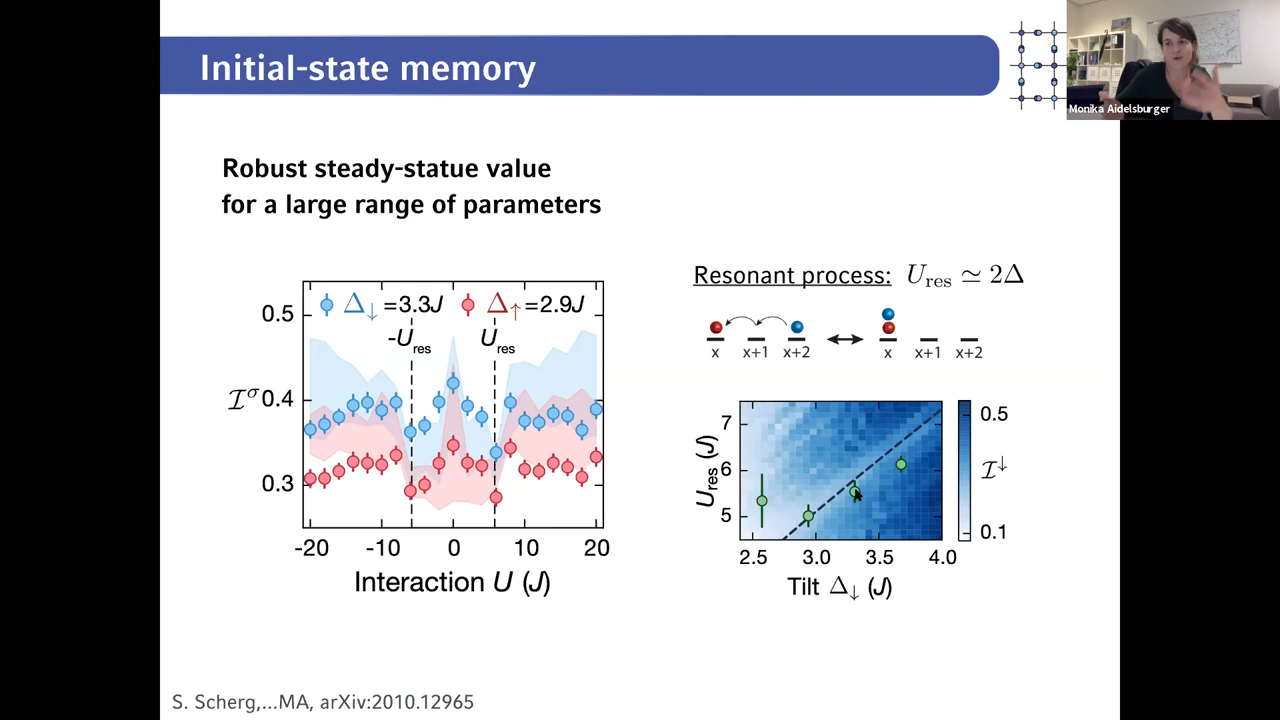 Initial-state memory
Monika Aidelsburger
Robust steady-statue value
for a large range of parameters
Resonant process: U_res ≃ 2Δ
x x+1 x+2 x x+1 x+2
Δ↓=3.3J Δ↑=2.9J
-U_res U_res
𝓘^σ
0.5
0.4
0.3
-20 -10 0 10 20
Interaction U (J)
U_res (J)
7
6
5
2.5 3.0 3.5 4.0
Tilt Δ↓ (J)
0.5
𝓘^↓
0.1
S. Scherg,...MA, arXiv:2010.12965